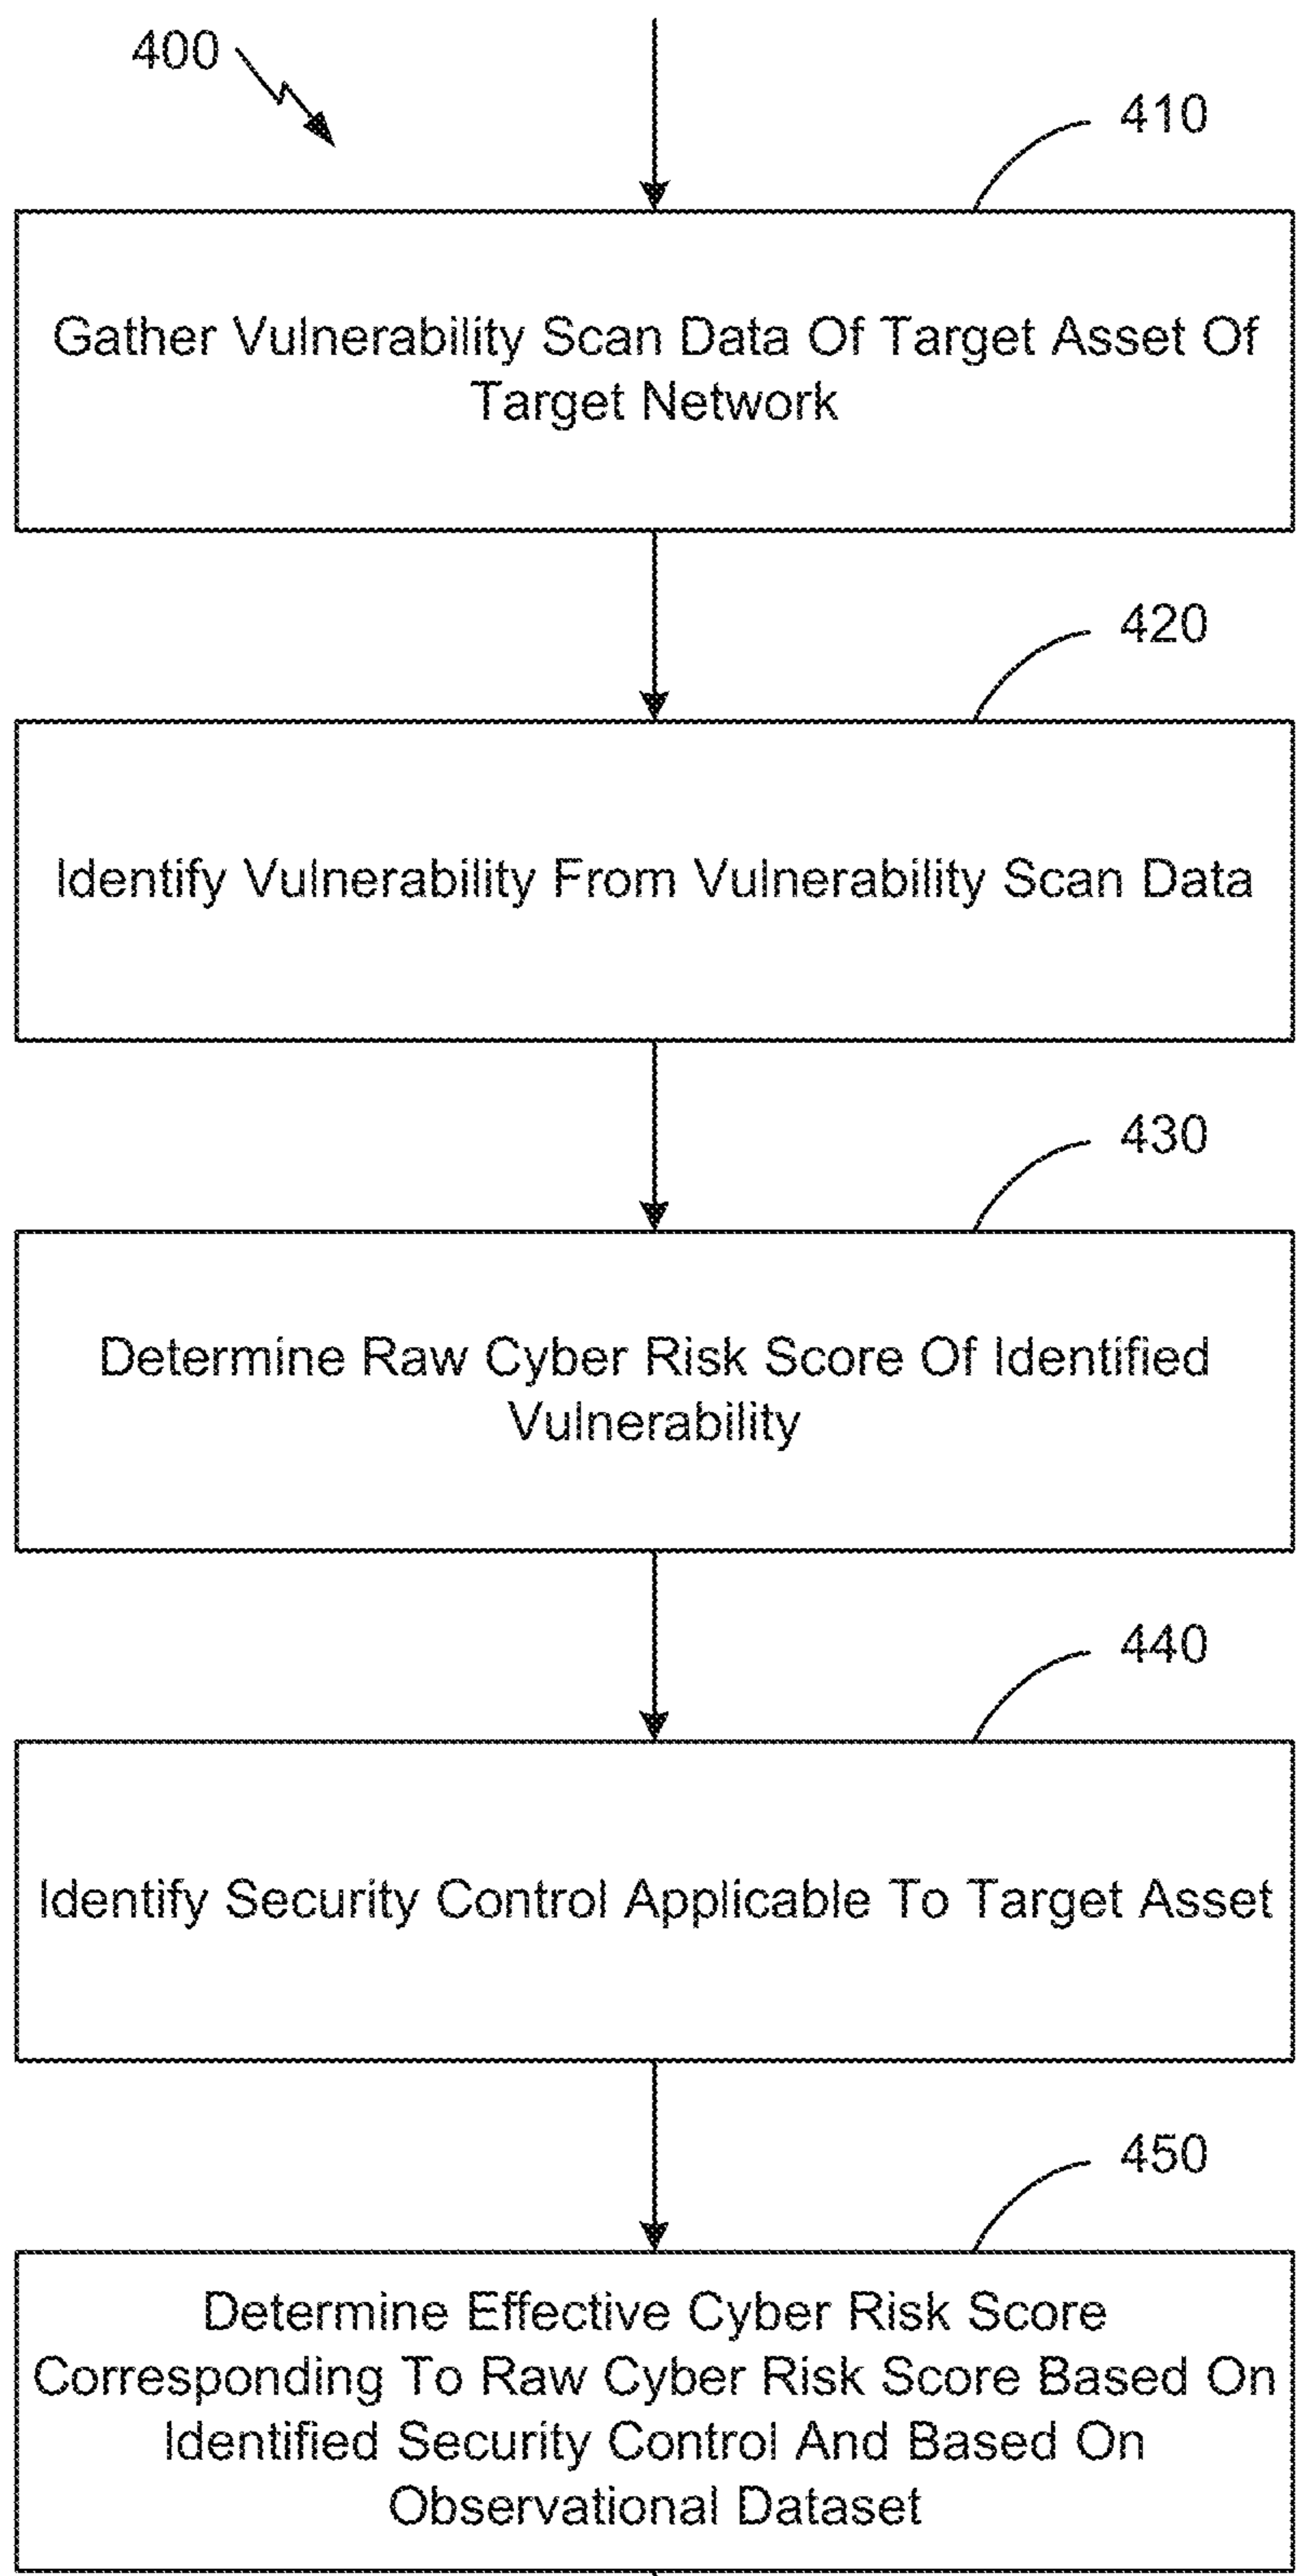 400
410
Gather Vulnerability Scan Data Of Target Asset Of
Target Network
420
Identify Vulnerability From Vulnerability Scan Data
430
Determine Raw Cyber Risk Score Of Identified
Vulnerability
440
Identify Security Control Applicable To Target Asset
450
Determine Effective Cyber Risk Score
Corresponding To Raw Cyber Risk Score Based On
Identified Security Control And Based On
Observational Dataset